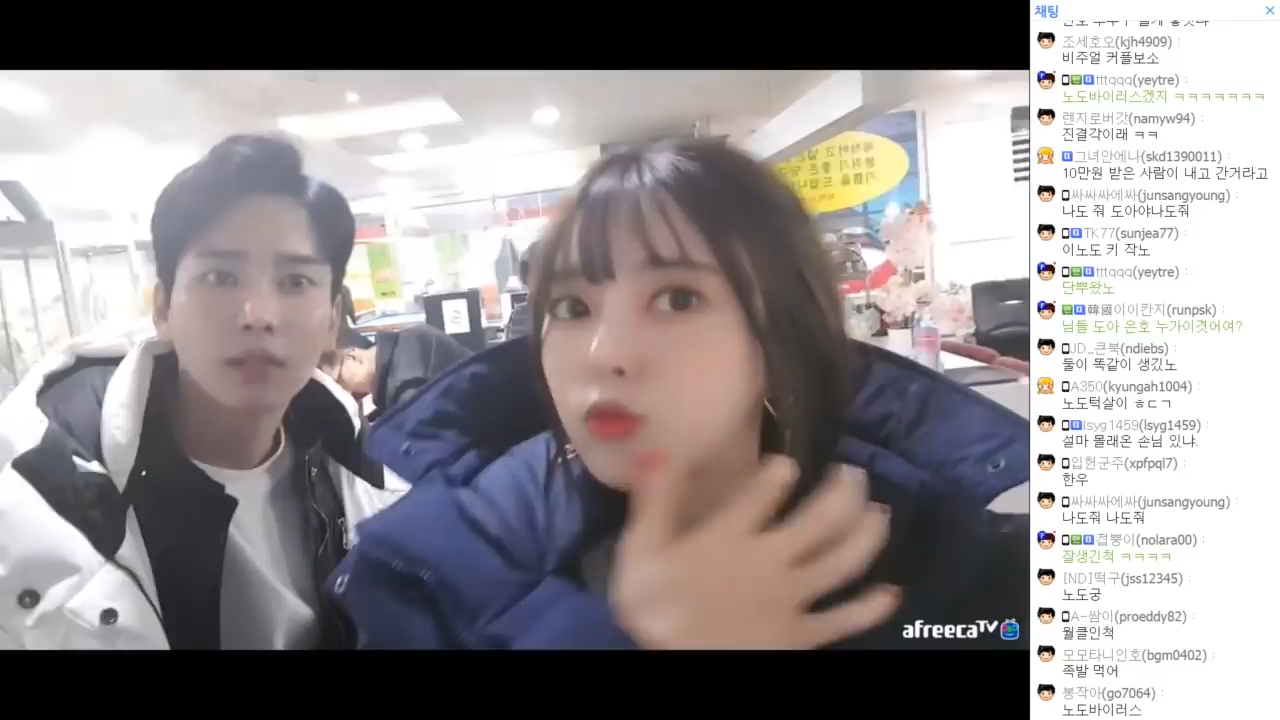 채팅
조세호오(kjh4909) :
비주얼 커플보소
tttqqq(yeytre) :
노도바이러스겠지 ㅋㅋㅋㅋㅋㅋㅋ
렌지로버갓(namyw94) :
진결각이래 ㅋㅋ
그녀안에나(skd1390011) :
10만원 받은 사람이 내고 간거라고
싸싸싸에싸(junsangyoung) :
나도 줘 도아야나도줘
TK77(sunjea77) :
이노도 키 작노
tttqqq(yeytre) :
단뿌왔노
韓國이이칸지(runpsk) :
님들 도아 은호 누가이겻어여?
JD_큰북(ndiebs) :
둘이 똑같이 생깄노
A350(kyungah1004) :
노도턱살이 ㅎㄷㄱ
lsyg1459(lsyg1459) :
설마 몰래온 손님 있냐.
입헌군주(xpfpql7) :
한우
싸싸싸에싸(junsangyoung) :
나도줘 나도줘
접뿡이(nolara00) :
잘생긴척 ㅋㅋㅋㅋ
[ND]떡구(jss12345) :
노도궁
A-쌈이(proeddy82) :
월클인척
모모타니인호(bgm0402) :
족발 먹어
봉작아(go7064) :
노도바이러스
afreecaTV